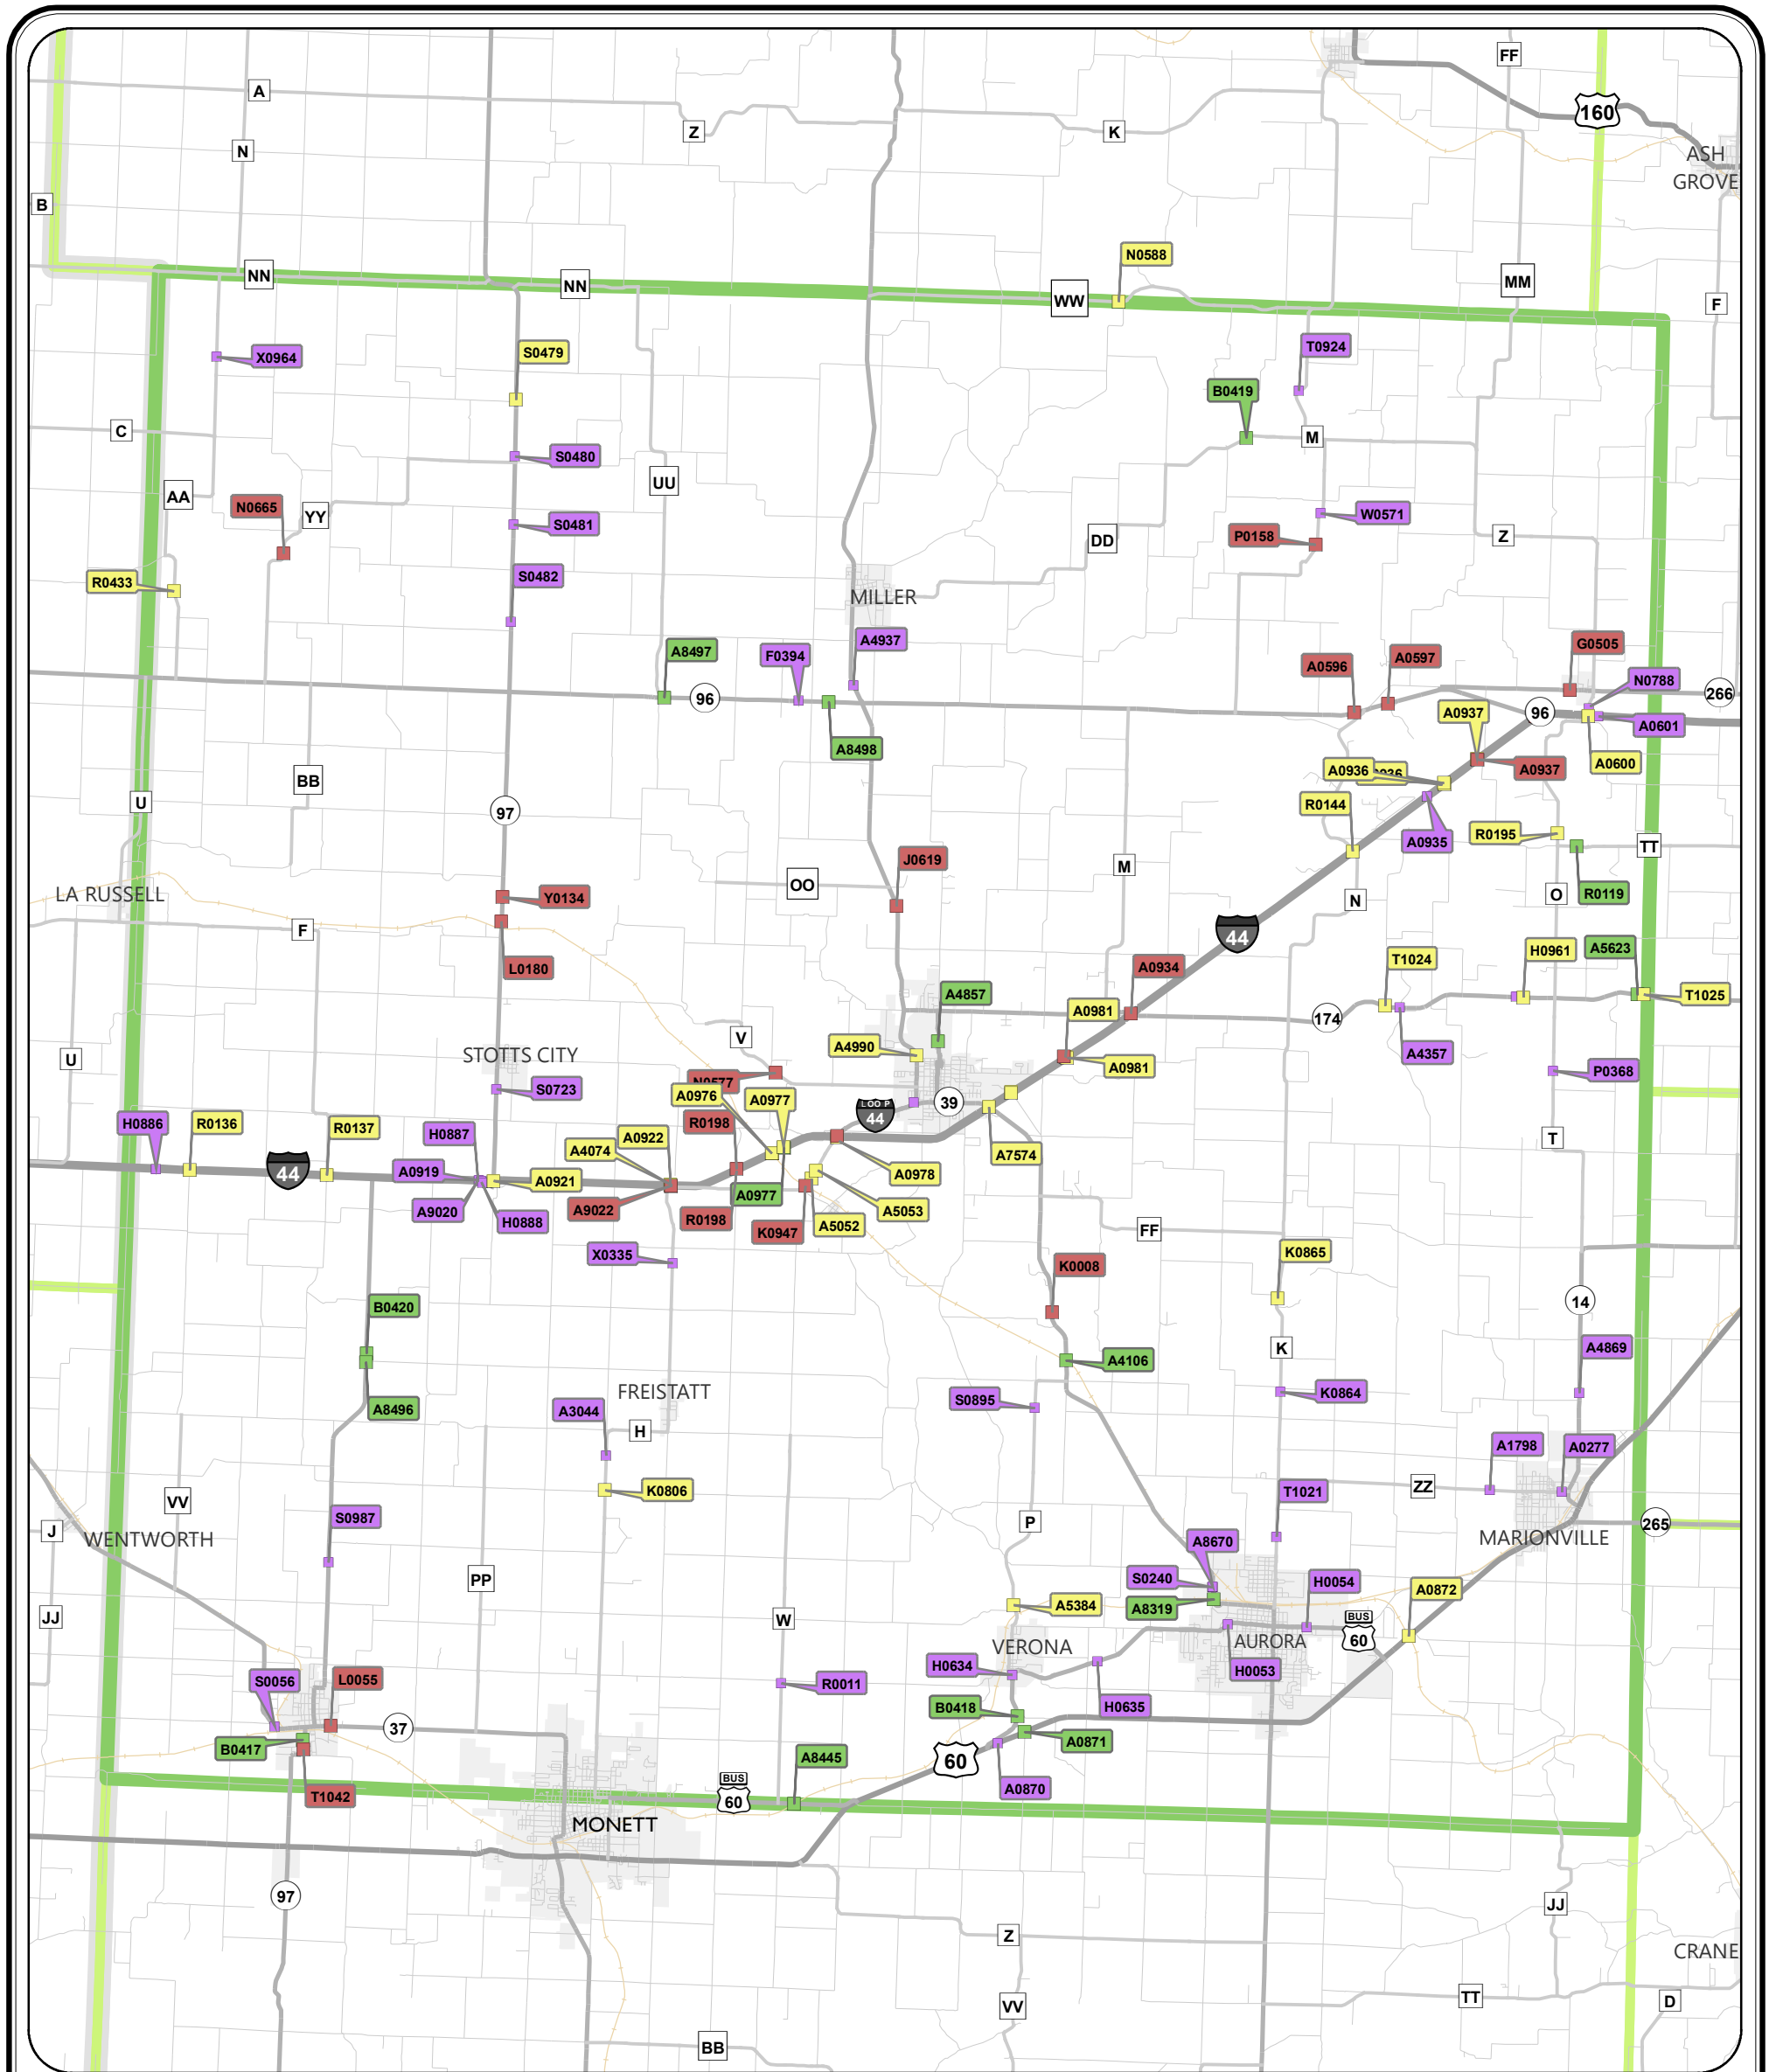 FF
A
160
Z
K
N
ASH
GROVE
B
N0588
NN
NN
MM
WW
F
T0924
X0964
S0479
B0419
C
M
S0480
UU
AA
N0665
YY
W0571
S0481
P0158
Z
DD
S0482
R0433
MILLER
A4937
G0505
A8497
F0394
A0597
A0596
N0788
266
96
A0937
96
A0601
A8498
A0600
A0936
A0937
BB
U
R0144
97
R0195
A0935
TT
J0619
M
OO
LA RUSSELL
Y0134
O
R0119
N
F
44
A5623
H0961
T1024
L0180
A0934
A4857
T1025
A0981
174
V
A4990
STOTTS CITY
A4357
U
A0981
P0368
N0577
S0723
A0976
A0977
39
LOOP
44
H0886
R0136
R0198
R0137
H0887
A0922
T
A4074
A7574
44
A0919
A0978
A0921
A0977
A9022
A5053
A9020
H0888
R0198
A5052
K0947
FF
X0335
K0865
K0008
14
B0420
K
A4869
A4106
FREISTATT
K0864
S0895
A8496
A3044
H
A1798
A0277
ZZ
K0806
T1021
VV
S0987
P
265
J
WENTWORTH
MARIONVILLE
A8670
S0240
PP
H0054
A0872
A5384
A8319
JJ
W
BUS
60
VERONA
AURORA
H0634
H0053
S0056
L0055
R0011
B0418
H0635
37
A0871
B0417
A8445
60
A0870
BUS
60
T1042
MONETT
97
JJ
Z
CRANE
TT
D
VV
BB